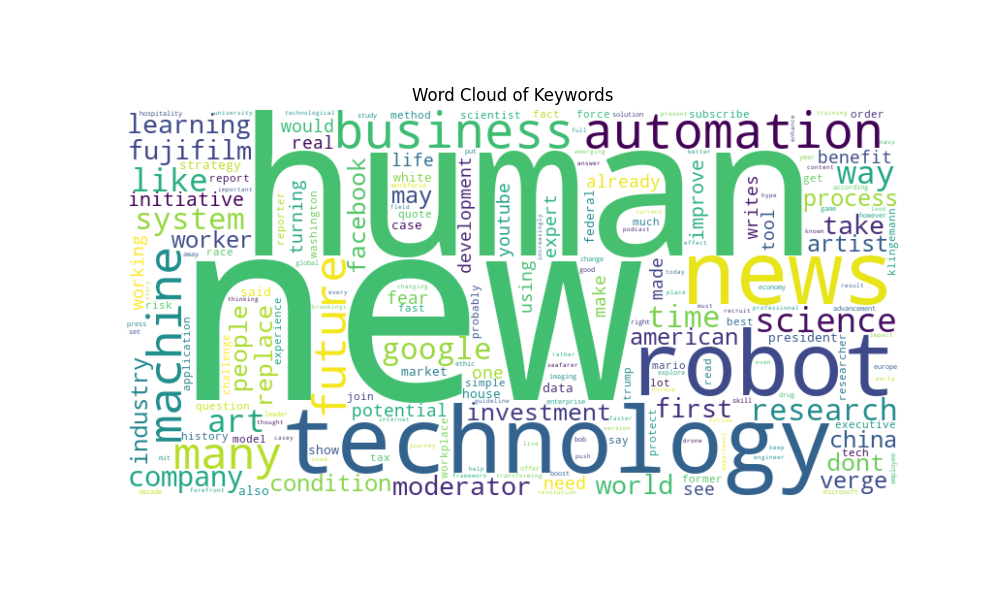 Word Cloud of Keywords
hospitality university technological study method scientist fact force solution present subscribe training order
learning would business automation
fujifilm real human put emerging full answer better enhance content year benefit navy
strategy report life white already improve writes get according way
like may workforce field quote case process
initiative important turning washington reporter facebook development youtube increasingly expert federal current much podcast effect tool game known however take
system worker race away global artist klingemann
working machine future new using change good made today place news
said every changing fear fast probably make time economy result
risk thinking people replace experience brookings right must recruit best professional advancement science
press set story application challenge google market ethic rather seafarer imaging american president robot researcher impact
industry one simple house data enterprise trump lot mario explore read even europe early
join guideline skill drug
question leader thought potential investment protect first research executive
art history model casey technology workplace journey faster version say drone keep china employee
many mit show used tax live bob push engineer tech dont
company condition help framework offer transforming boost need world former see verge
decade forefront also internet moderator revolution microsoft